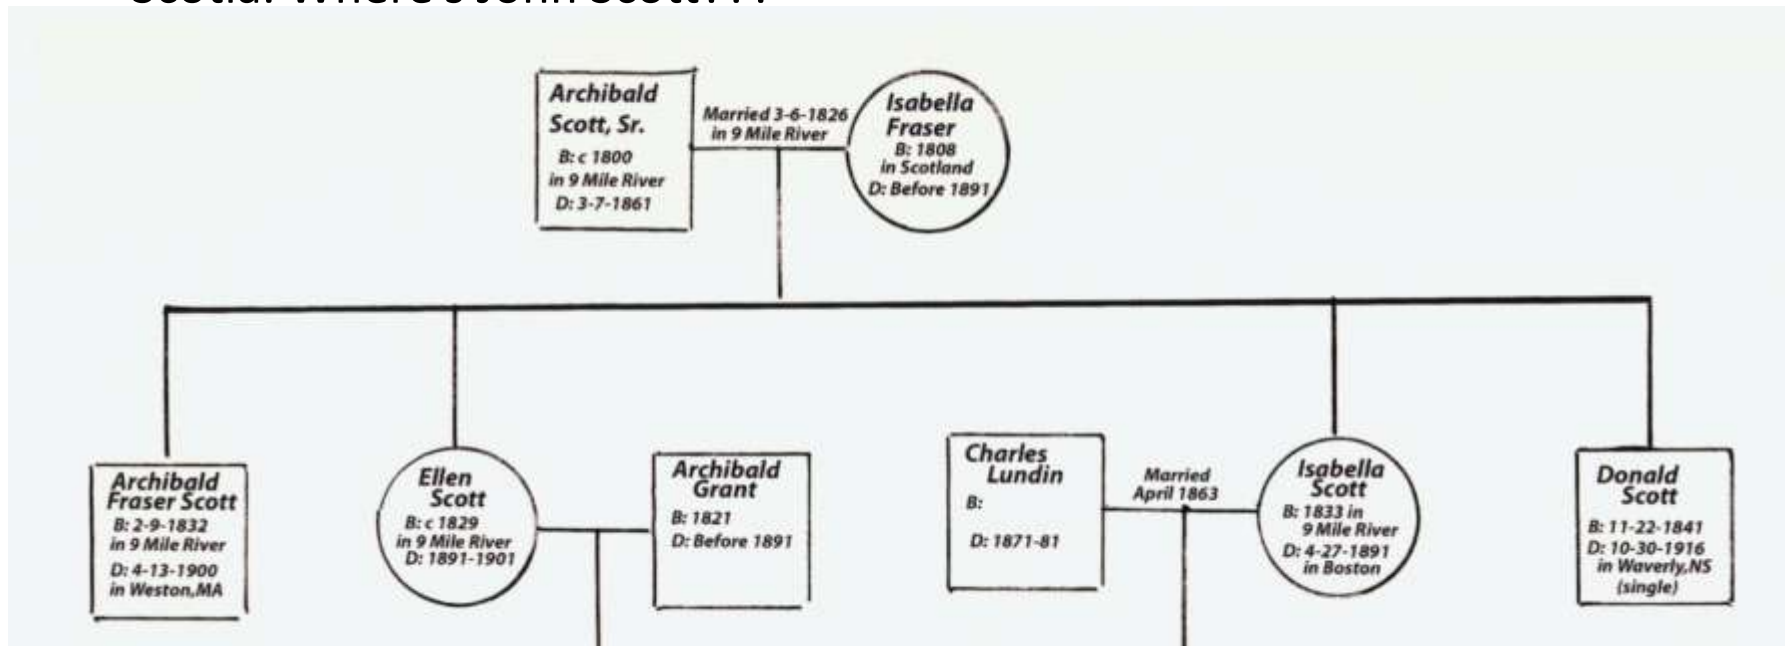 Scotia. Where's John Scott???
Archibald
Scott, Sr.
B: c 1800
in 9 Mile River
D: 3-7-1861
Married 3-6-1826
in 9 Mile River
Isabella
Fraser
B: 1808
in Scotland
D: Before 1891
Archibald
Fraser Scott
B: 2-9-1832
in 9 Mile River
D: 4-13-1900
in Weston,MA
Ellen
Scott
B: c 1829
in 9 Mile River
D: 1891-1901
Archibald
Grant
B: 1821
D: Before 1891
Charles
Lundin
B:
D: 1871-81
Married
April 1863
Isabella
Scott
B: 1833 in
9 Mile River
D: 4-27-1891
in Boston
Donald
Scott
B: 11-22-1841
D: 10-30-1916
in Waverly,NS
(single)